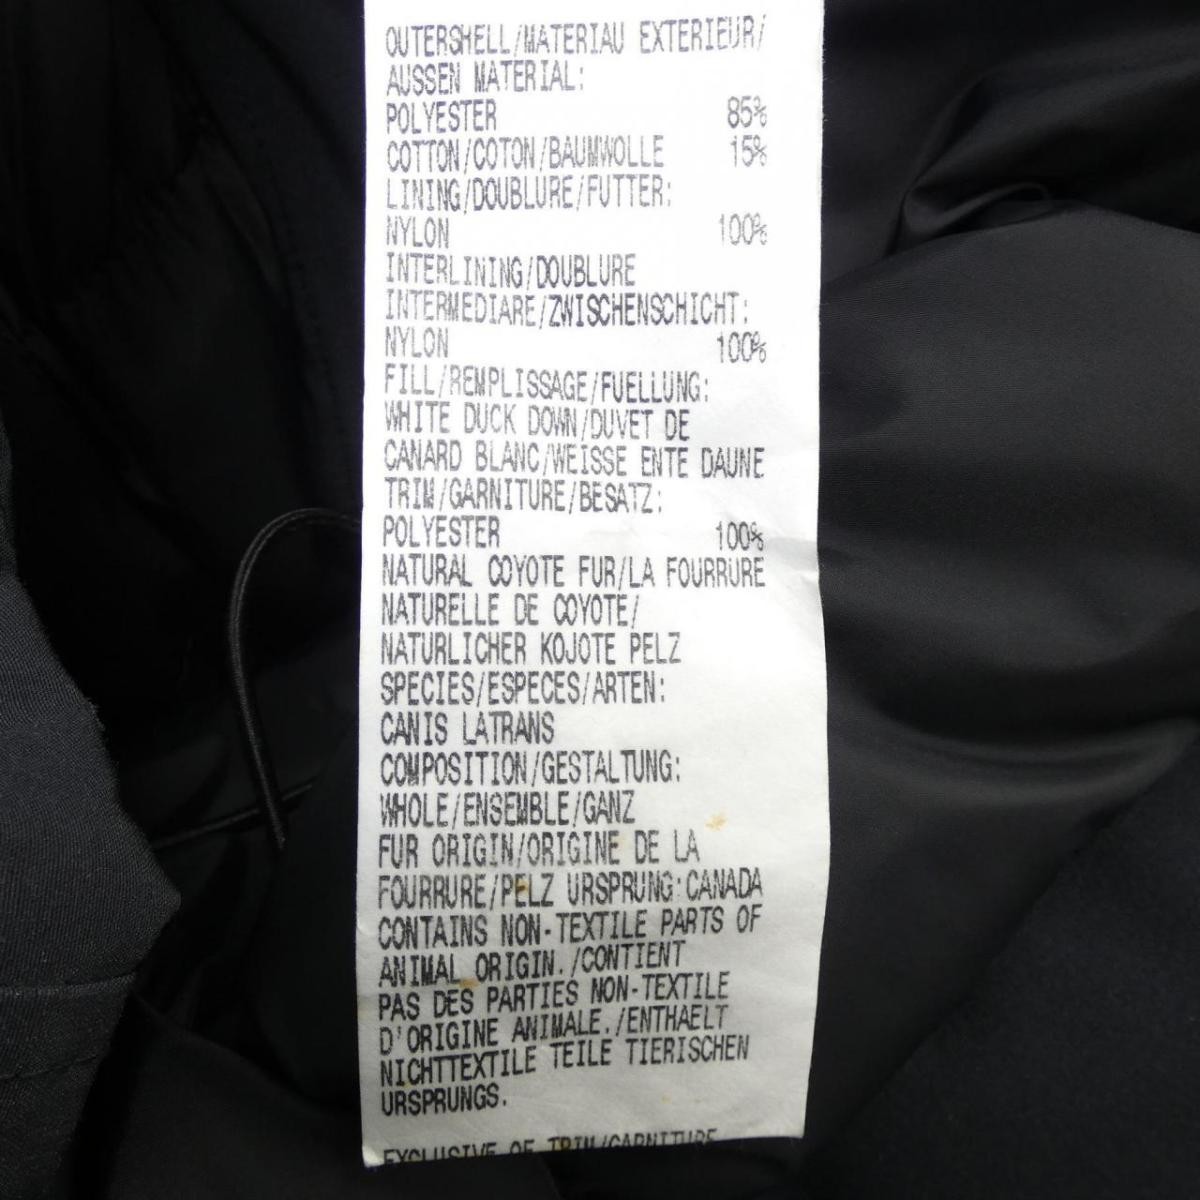 OUTERSHELL/MATERIAU EXTERIEUR/
AUSSEN MATERIAL:
POLYESTER 85%
COTTON/COTON/BAUMWOLLE 15%
LINING/DOUBLURE/FUTTER:
NYLON 100%
INTERLINING/DOUBLURE
INTERMEDIARE/ZWISCHENSCHICHT:
NYLON 100%
FILL/REMPLISSAGE/FUELLUNG:
WHITE DUCK DOWN/DUVET DE
CANARD BLANC/WEISSE ENTE DAUNE
TRIM/GARNITURE/BESATZ:
POLYESTER 100%
NATURAL COYOTE FUR/LA FOURRURE
NATURELLE DE COYOTE/
NATURLICHER KOJOTE PELZ
SPECIES/ESPECES/ARTEN:
CANIS LATRANS
COMPOSITION/GESTALTUNG:
WHOLE/ENSEMBLE/GANZ
FUR ORIGIN/ORIGINE DE LA
FOURRURE/PELZ URSPRUNG:CANADA
CONTAINS NON-TEXTILE PARTS OF
ANIMAL ORIGIN./CONTIENT
PAS DES PARTIES NON-TEXTILE
D'ORIGINE ANIMALE./ENTHAELT
NICHTTEXTILE TEILE TIERISCHEN
URSPRUNGS.
EXCLUSIVE OF TRIM/GARNITURE